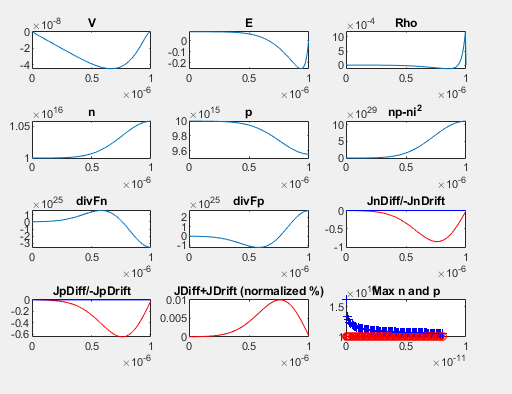 V E Rho
×10⁻⁸ ×10⁻⁴
0 -2 -4
0 -0.1 -0.2
10 5 0
0 0.5 1 0 0.5 1 0 0.5 1
×10⁻⁶ ×10⁻⁶ ×10⁻⁶
n p np-ni²
×10¹⁶ ×10¹⁵ ×10²⁹
1.05 1
10 9.8 9.6
10 5 0
0 0.5 1 0 0.5 1 0 0.5 1
×10⁻⁶ ×10⁻⁶ ×10⁻⁶
divFn divFp JnDiff/-JnDrift
×10²⁵ ×10²⁵
1 0 -1 -2 -3
2 1 0 -1
0 -0.5 -1
0 0.5 1 0 0.5 1 0 0.5 1
×10⁻⁶ ×10⁻⁶ ×10⁻⁶
JpDiff/-JpDrift JDiff+JDrift (normalized %) Max n and p
0 -0.2 -0.4 -0.6
0.01 0.005 0
1.5 1
0 0.5 1 0 0.5 1 0 0.5 1
×10⁻⁶ ×10⁻⁶ ×10⁻¹¹